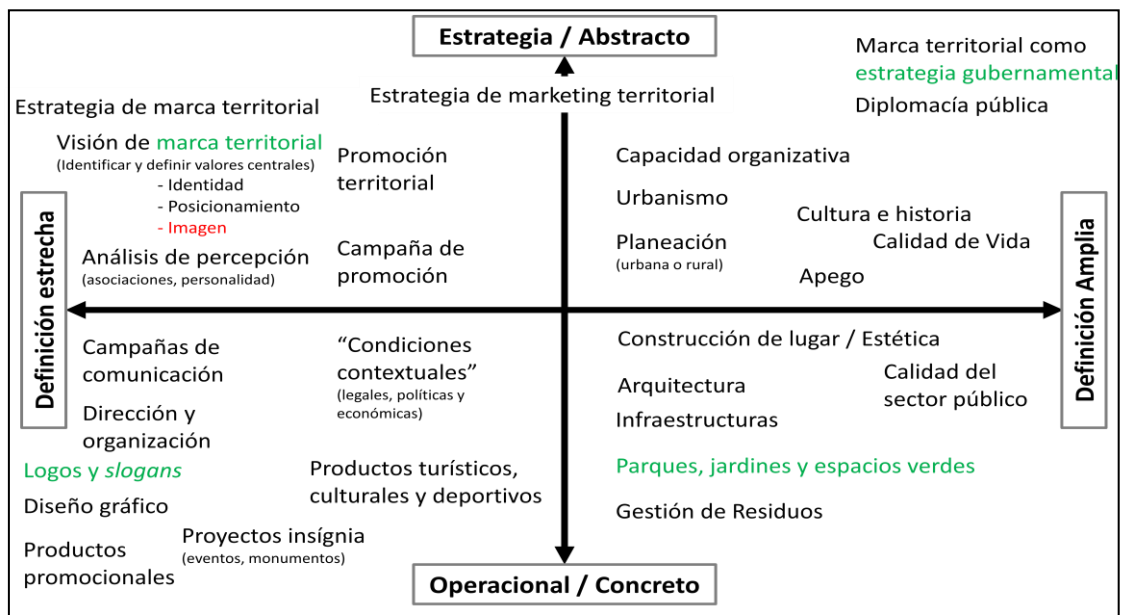 Estrategia / Abstracto
Marca territorial como
estrategia gubernamental
Diplomacía pública
Estrategia de marketing territorial
Estrategia de marca territorial
Visión de marca territorial
(Identificar y definir valores centrales)
- Identidad
- Posicionamiento
- Imagen
Análisis de percepción
(asociaciones, personalidad)
Promoción
territorial
Campaña de
promoción
Capacidad organizativa
Urbanismo
Planeación
(urbana o rural)
Cultura e historia
Calidad de Vida
Apego
Definición estrecha
Definición Amplia
Campañas de
comunicación
Dirección y
organización
Logos y slogans
Diseño gráfico
Productos
promocionales
"Condiciones
contextuales"
(legales, políticas y
económicas)
Productos turísticos,
culturales y deportivos
Proyectos insígnia
(eventos, monumentos)
Construcción de lugar / Estética
Arquitectura
Infraestructuras
Calidad del
sector público
Parques, jardines y espacios verdes
Gestión de Residuos
Operacional / Concreto